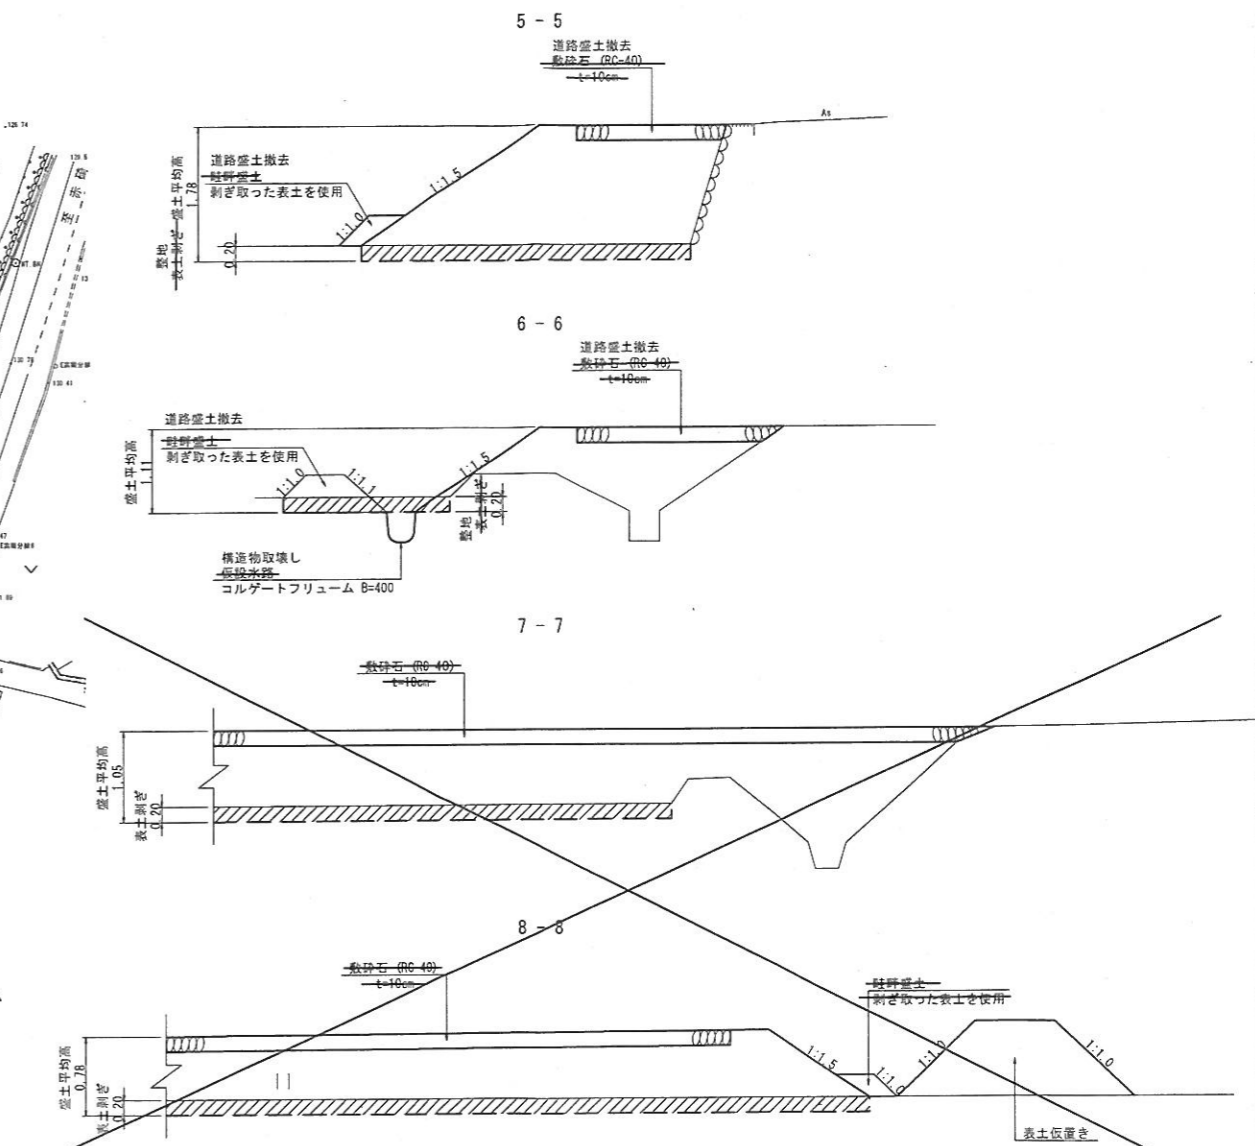 5 - 5
道路盛土撤去
敷砕石 (RC-40)
t=10cm
As
道路盛土撤去
畦畔盛土
剥ぎ取った表土を使用
1:1.5
1:1.0
盛土平均高
1.78
整地
表土剥ぎ
0.20
至 赤碕
6 - 6
道路盛土撤去
敷砕石 (RC-40)
t=10cm
道路盛土撤去
畦畔盛土
剥ぎ取った表土を使用
1:1.0
1:1.1
1:1.5
盛土平均高
1.11
整地
表土剥ぎ
0.20
構造物取壊し
仮設水路
コルゲートフリューム B=400
7 - 7
敷砕石 (RC-40)
t=10cm
盛土平均高
1.05
表土剥ぎ
0.20
8 - 8
敷砕石 (RC-40)
t=10cm
畦畔盛土
剥ぎ取った表土を使用
盛土平均高
0.78
表土剥ぎ
0.20
1:1.5
1:1.0
1:1.0
1:1.0
表土仮置き